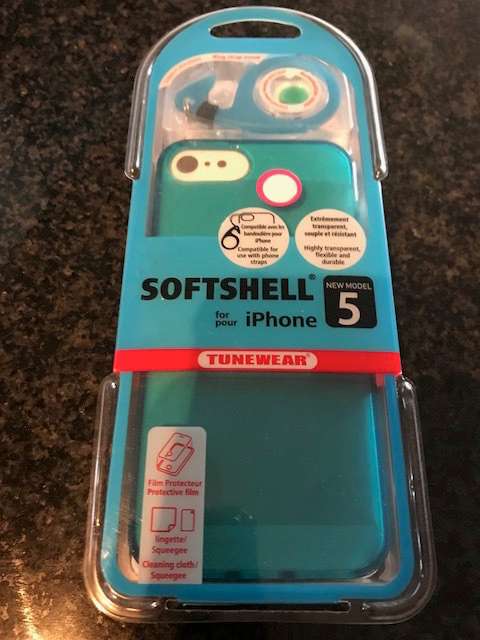 Compatible avec les
bandoulière pour
iPhone
Compatible for
use with phone
straps
Extrêmement
transparent,
souple et résistant
Highly transparent,
flexible and
durable
SOFTSHELL®
for
pour
iPhone
NEW MODEL
5
TUNEWEAR®
Film Protecteur
Protective film
lingette/
Squeegee
Cleaning cloth/
Squeegee